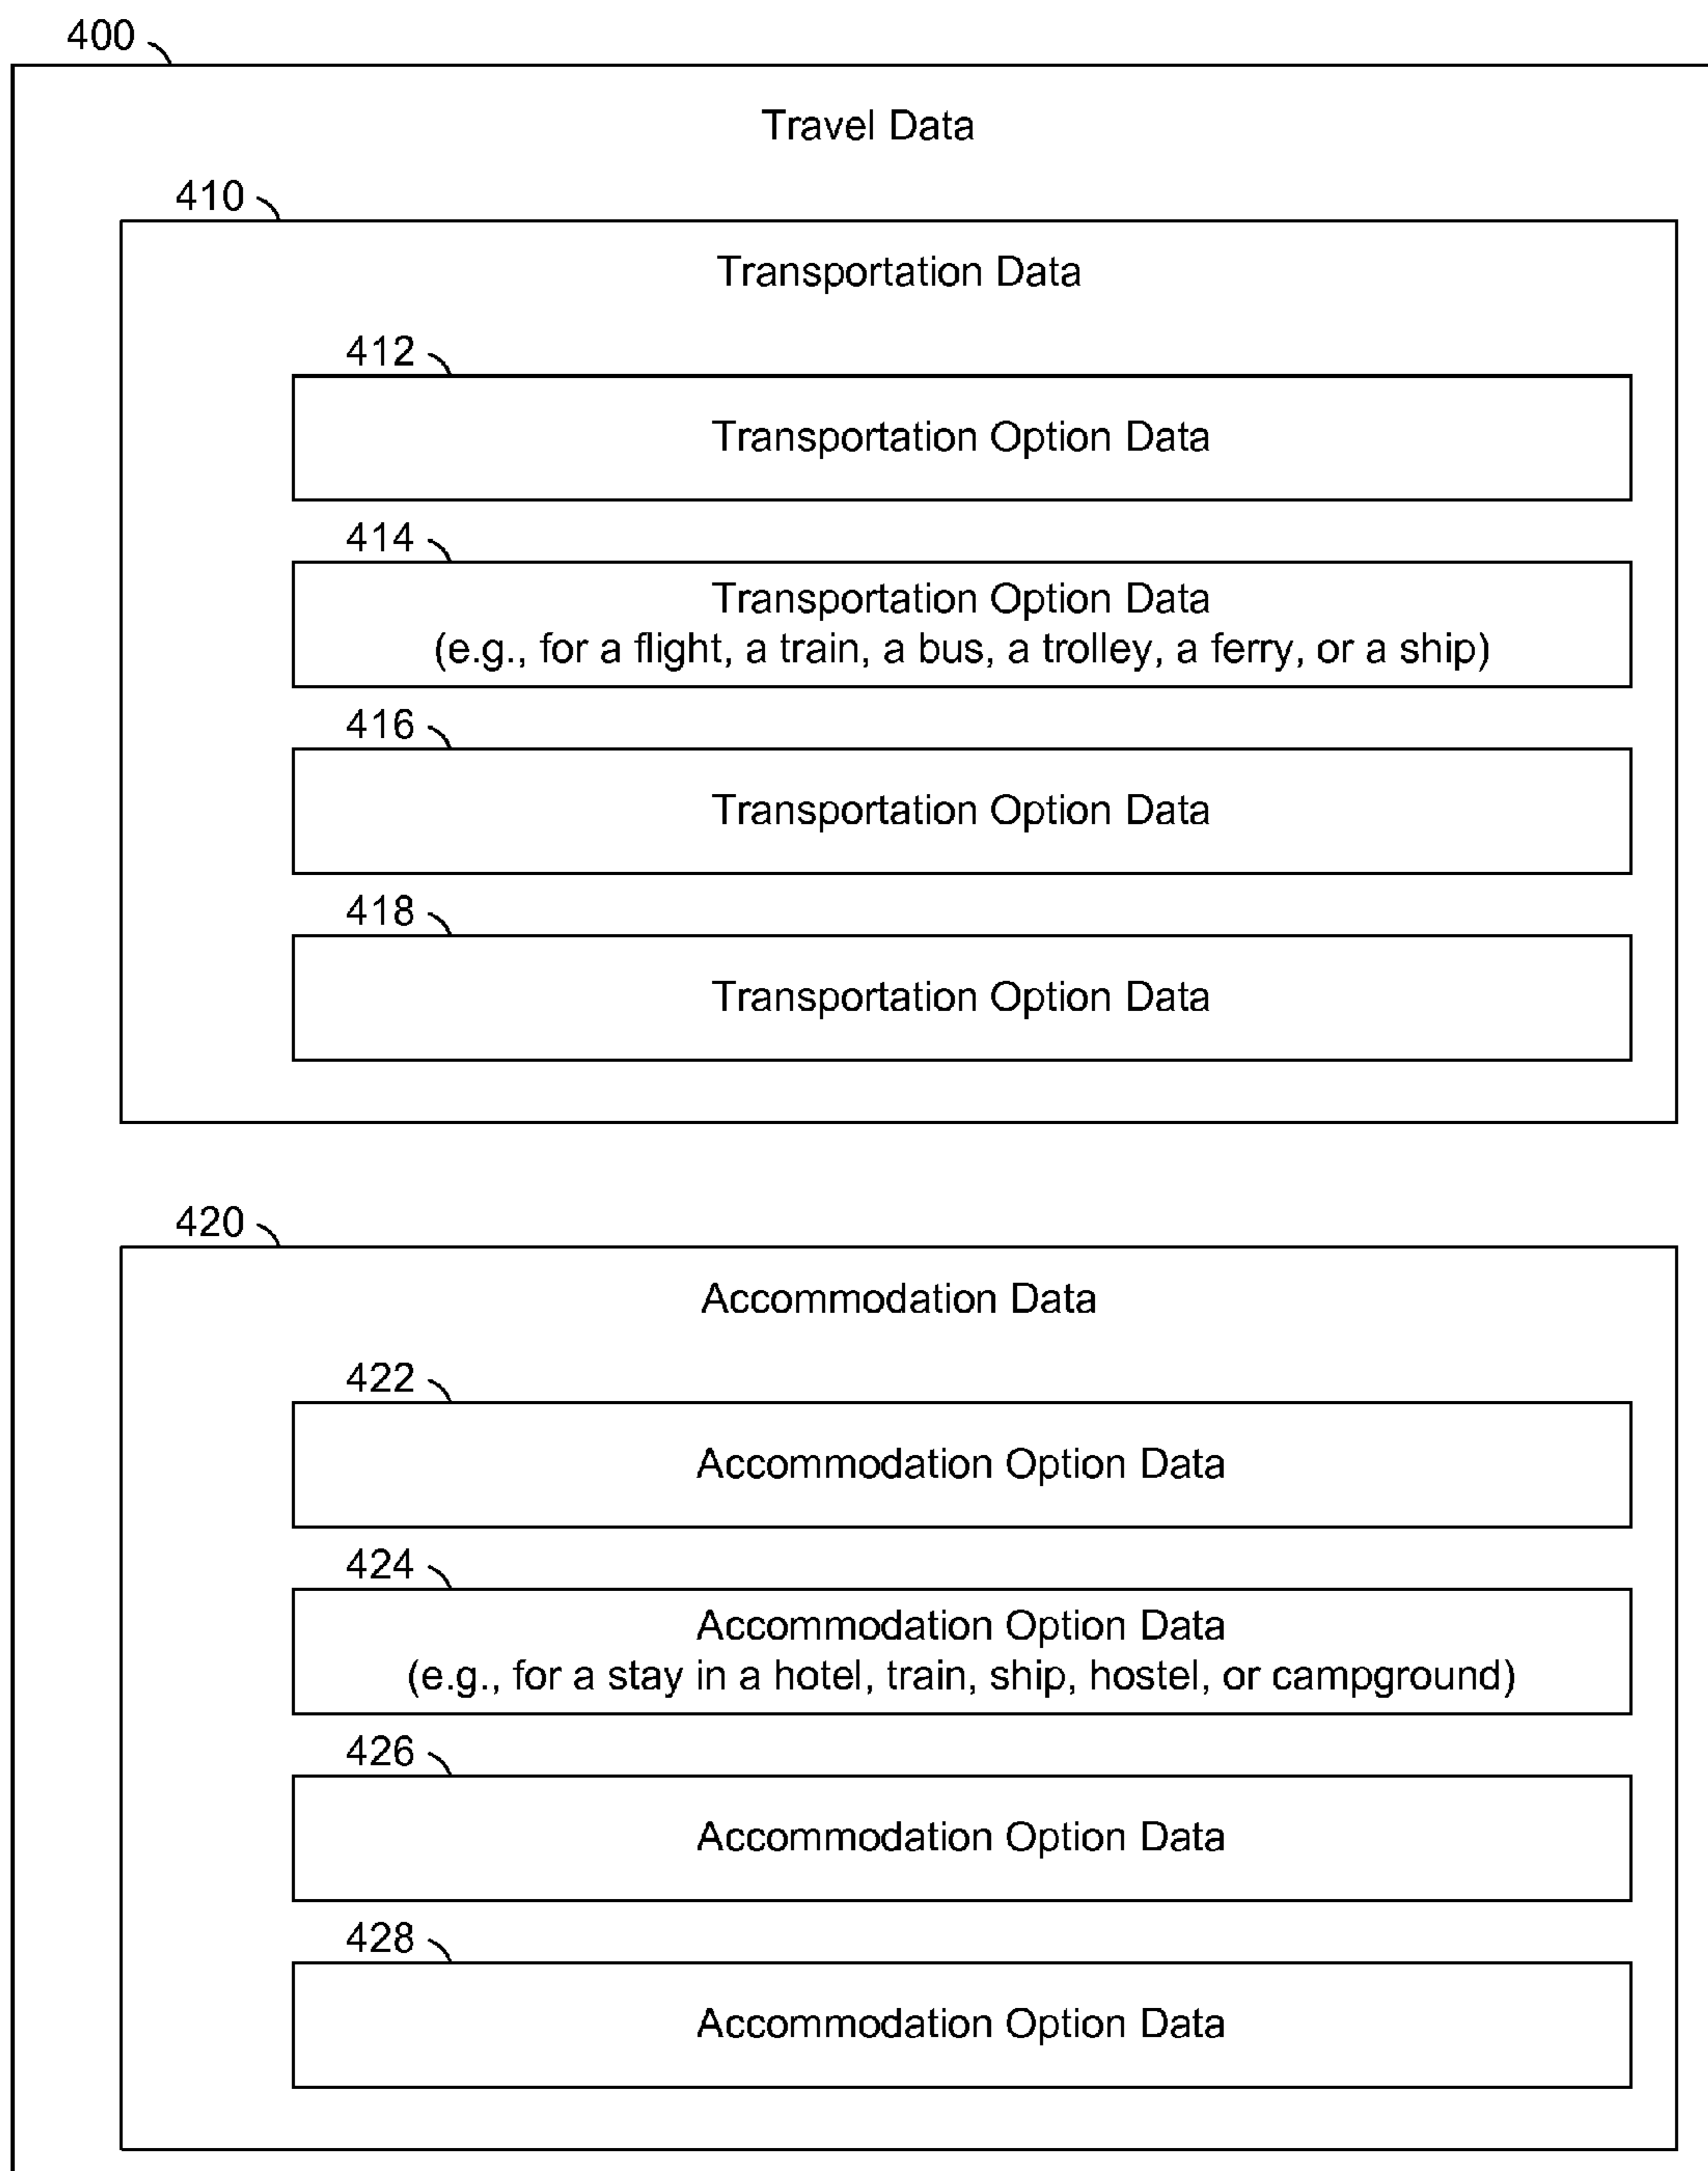 400
Travel Data
410
Transportation Data
412
Transportation Option Data
414
Transportation Option Data
(e.g., for a flight, a train, a bus, a trolley, a ferry, or a ship)
416
Transportation Option Data
418
Transportation Option Data
420
Accommodation Data
422
Accommodation Option Data
424
Accommodation Option Data
(e.g., for a stay in a hotel, train, ship, hostel, or campground)
426
Accommodation Option Data
428
Accommodation Option Data